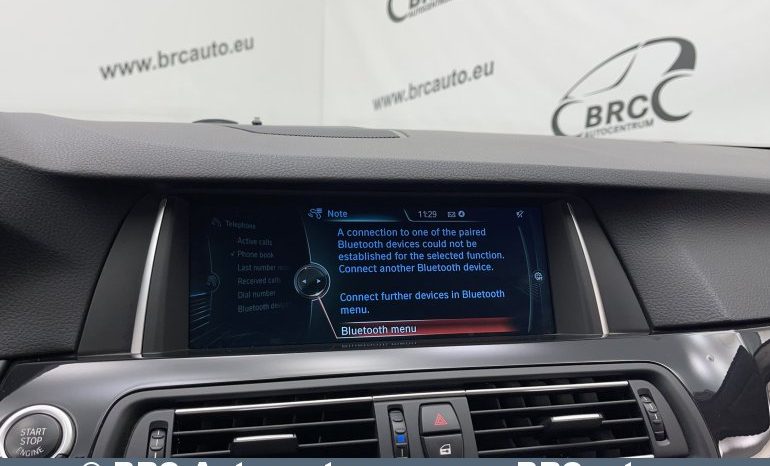 www.brcauto.eu
www.brcauto.eu
BRC
AUTOCENTRUM
AUTOCENTRUM
Note
11:29
4
Telephone
Active calls
✓ Phone book
Last number
Received calls
Dial number
Bluetooth
A connection to one of the paired
Bluetooth devices could not be
established for the selected function.
Connect another Bluetooth device.
Connect further devices in Bluetooth
menu.
Bluetooth menu
START
STOP
ENGINE